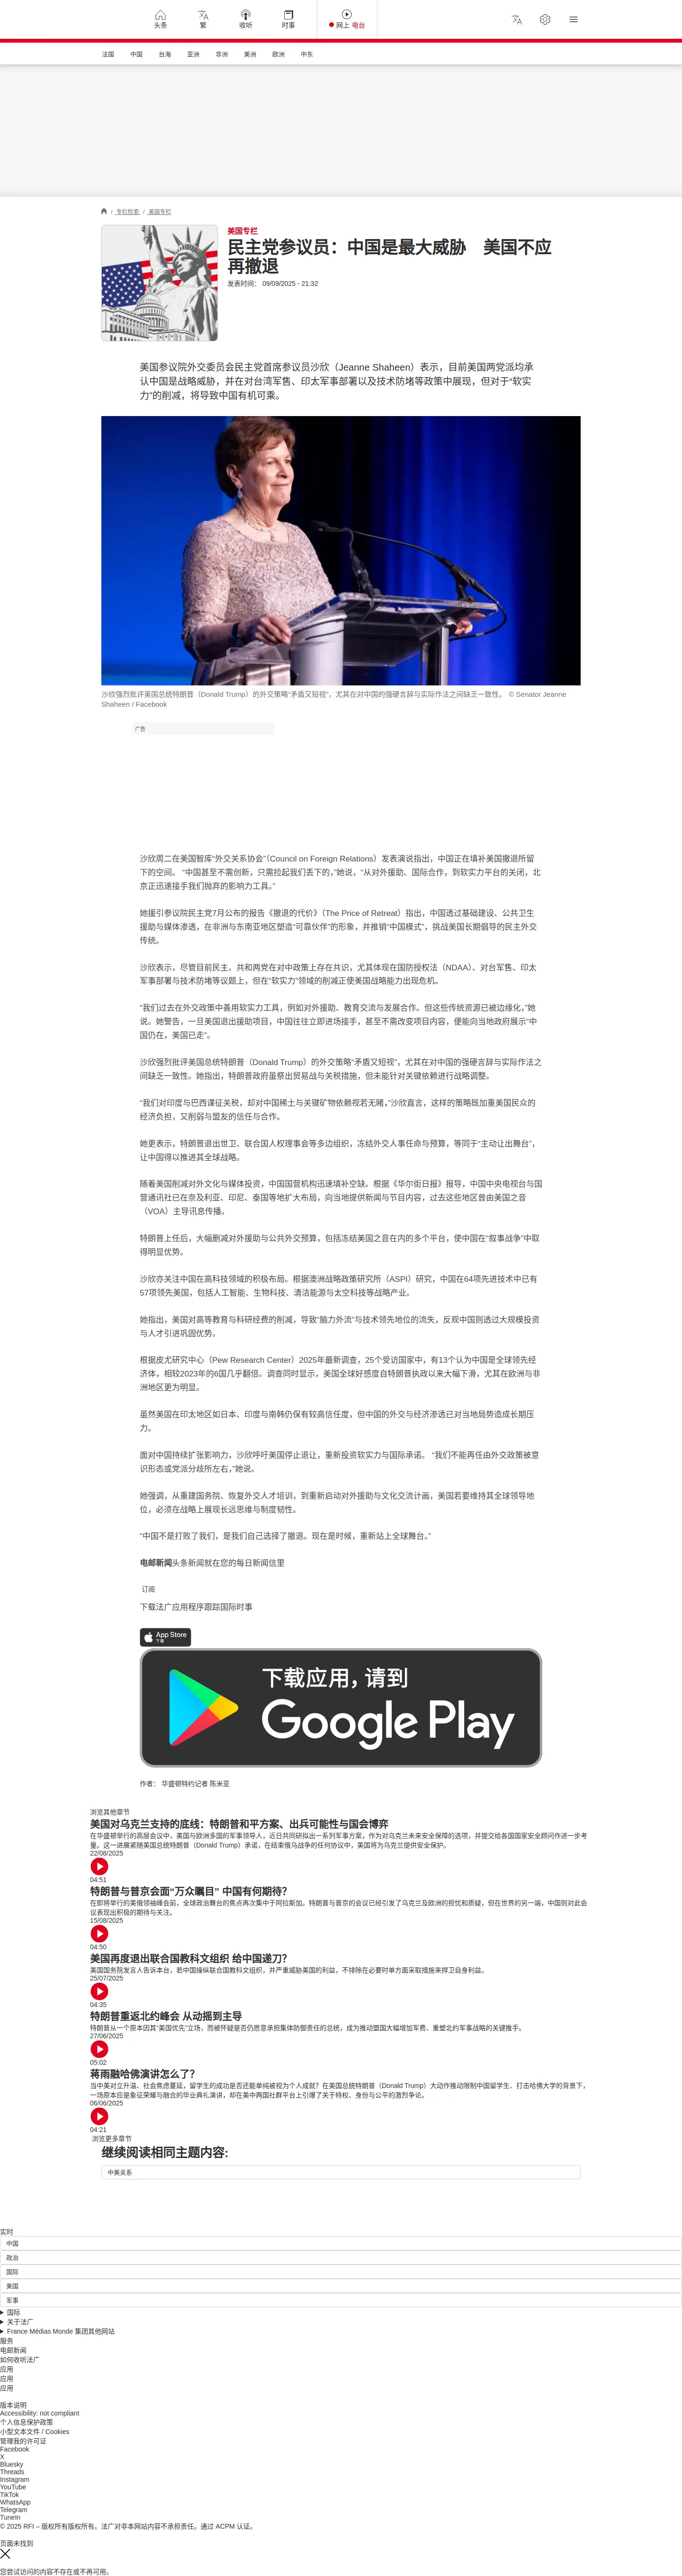 头条
繁
收听
时事
网上 电台
法国 中国 台海 亚洲 非洲 美洲 欧洲 中东
/ 专栏检索 / 美国专栏
美国专栏
民主党参议员：中国是最大威胁 美国不应
再撤退
发表时间： 09/09/2025 - 21:32
美国参议院外交委员会民主党首席参议员沙欣（Jeanne Shaheen）表示，目前美国两党派均承
认中国是战略威胁，并在对台湾军售、印太军事部署以及技术防堵等政策中展现，但对于“软实
力”的削减，将导致中国有机可乘。
沙欣强烈批评美国总统特朗普（Donald Trump）的外交策略“矛盾又短视”，尤其在对中国的强硬言辞与实际作法之间缺乏一致性。 © Senator Jeanne
Shaheen / Facebook
广告
沙欣周二在美国智库“外交关系协会”（Council on Foreign Relations）发表演说指出，中国正在填补美国撤退所留
下的空间。 “中国甚至不需创新，只需捡起我们丢下的，”她说，“从对外援助、国际合作，到软实力平台的关闭，北
京正迅速接手我们抛弃的影响力工具。”
她援引参议院民主党7月公布的报告《撤退的代价》（The Price of Retreat）指出，中国透过基础建设、公共卫生
援助与媒体渗透，在非洲与东南亚地区塑造“可靠伙伴”的形象，并推销“中国模式”，挑战美国长期倡导的民主外交
传统。
沙欣表示，尽管目前民主、共和两党在对中政策上存在共识，尤其体现在国防授权法（NDAA）、对台军售、印太
军事部署与技术防堵等议题上，但在“软实力”领域的削减正使美国战略能力出现危机。
“我们过去在外交政策中善用软实力工具，例如对外援助、教育交流与发展合作。但这些传统资源已被边缘化，”她
说。她警告，一旦美国退出援助项目，中国往往立即进场接手，甚至不需改变项目内容，便能向当地政府展示“中
国仍在，美国已走”。
沙欣强烈批评美国总统特朗普（Donald Trump）的外交策略“矛盾又短视”，尤其在对中国的强硬言辞与实际作法之
间缺乏一致性。她指出，特朗普政府虽祭出贸易战与关税措施，但未能针对关键依赖进行战略调整。
“我们对印度与巴西课征关税，却对中国稀土与关键矿物依赖视若无睹，”沙欣直言，这样的策略既加重美国民众的
经济负担，又削弱与盟友的信任与合作。
她更表示，特朗普退出世卫、联合国人权理事会等多边组织，冻结外交人事任命与预算，等同于“主动让出舞台”，
让中国得以推进其全球战略。
随着美国削减对外文化与媒体投资，中国国营机构迅速填补空缺。根据《华尔街日报》报导，中国中央电视台与国
营通讯社已在奈及利亚、印尼、泰国等地扩大布局，向当地提供新闻与节目内容，过去这些地区曾由美国之音
（VOA）主导讯息传播。
特朗普上任后，大幅删减对外援助与公共外交预算，包括冻结美国之音在内的多个平台，使中国在“叙事战争”中取
得明显优势。
沙欣亦关注中国在高科技领域的积极布局。根据澳洲战略政策研究所（ASPI）研究，中国在64项先进技术中已有
57项领先美国，包括人工智能、生物科技、清洁能源与太空科技等战略产业。
她指出，美国对高等教育与科研经费的削减，导致“脑力外流”与技术领先地位的流失，反观中国则透过大规模投资
与人才引进巩固优势。
根据皮尤研究中心（Pew Research Center）2025年最新调查，25个受访国家中，有13个认为中国是全球领先经
济体，相较2023年的6国几乎翻倍。调查同时显示，美国全球好感度自特朗普执政以来大幅下滑，尤其在欧洲与非
洲地区更为明显。
虽然美国在印太地区如日本、印度与南韩仍保有较高信任度，但中国的外交与经济渗透已对当地局势造成长期压
力。
面对中国持续扩张影响力，沙欣呼吁美国停止退让，重新投资软实力与国际承诺。 “我们不能再任由外交政策被意
识形态或党派分歧所左右，”她说。
她强调，从重建国务院、恢复外交人才培训，到重新启动对外援助与文化交流计画，美国若要维持其全球领导地
位，必须在战略上展现长远思维与制度韧性。
“中国不是打败了我们，是我们自己选择了撤退。现在是时候，重新站上全球舞台。”
电邮新闻头条新闻就在您的每日新闻信里
订阅
下载法广应用程序跟踪国际时事
App Store
下载
下载应用，请到
Google Play
作者： 华盛顿特约记者 陈米亚
浏览其他章节
美国对乌克兰支持的底线：特朗普和平方案、出兵可能性与国会博弈
在华盛顿举行的高层会议中，美国与欧洲多国的军事领导人，近日共同研拟出一系列军事方案，作为对乌克兰未来安全保障的选项，并提交给各国国家安全顾问作进一步考
量。这一进展紧随美国总统特朗普（Donald Trump）承诺，在结束俄乌战争的任何协议中，美国将为乌克兰提供安全保护。
22/08/2025
04:51
特朗普与普京会面“万众瞩目” 中国有何期待？
在即将举行的美俄领袖峰会前，全球政治舞台的焦点再次集中于阿拉斯加。特朗普与普京的会议已经引发了乌克兰及欧洲的担忧和质疑，但在世界的另一端，中国则对此会
议表现出积极的期待与关注。
15/08/2025
04:50
美国再度退出联合国教科文组织 给中国递刀？
美国国务院发言人告诉本台，若中国操纵联合国教科文组织，并严重威胁美国的利益，不排除在必要时单方面采取措施来捍卫自身利益。
25/07/2025
04:35
特朗普重返北约峰会 从动摇到主导
特朗普从一个原本因其“美国优先”立场，而被怀疑是否仍愿意承担集体防御责任的总统，成为推动盟国大幅增加军费、重塑北约军事战略的关键推手。
27/06/2025
05:02
蒋雨融哈佛演讲怎么了？
当中美对立升温、社会焦虑蔓延，留学生的成功是否还能单纯被视为个人成就？在美国总统特朗普（Donald Trump）大动作推动限制中国留学生、打击哈佛大学的背景下，
一场原本应是象征荣耀与融合的毕业典礼演讲，却在美中两国社群平台上引爆了关于特权、身份与公平的激烈争论。
06/06/2025
04:21
浏览更多章节
继续阅读相同主题内容:
中美关系
实时
中国
政治
国际
美国
军事
国际
关于法广
France Médias Monde 集团其他网站
服务
电邮新闻
如何收听法广
应用
应用
应用
版本说明
Accessibility: not compliant
个人信息保护政策
小型文本文件 / Cookies
管理我的许可证
Facebook
X
Bluesky
Threads
Instagram
YouTube
TikTok
WhatsApp
Telegram
TuneIn
© 2025 RFI – 版权所有版权所有。法广对非本网站内容不承担责任。通过 ACPM 认证。
页面未找到
您尝试访问的内容不存在或不再可用。